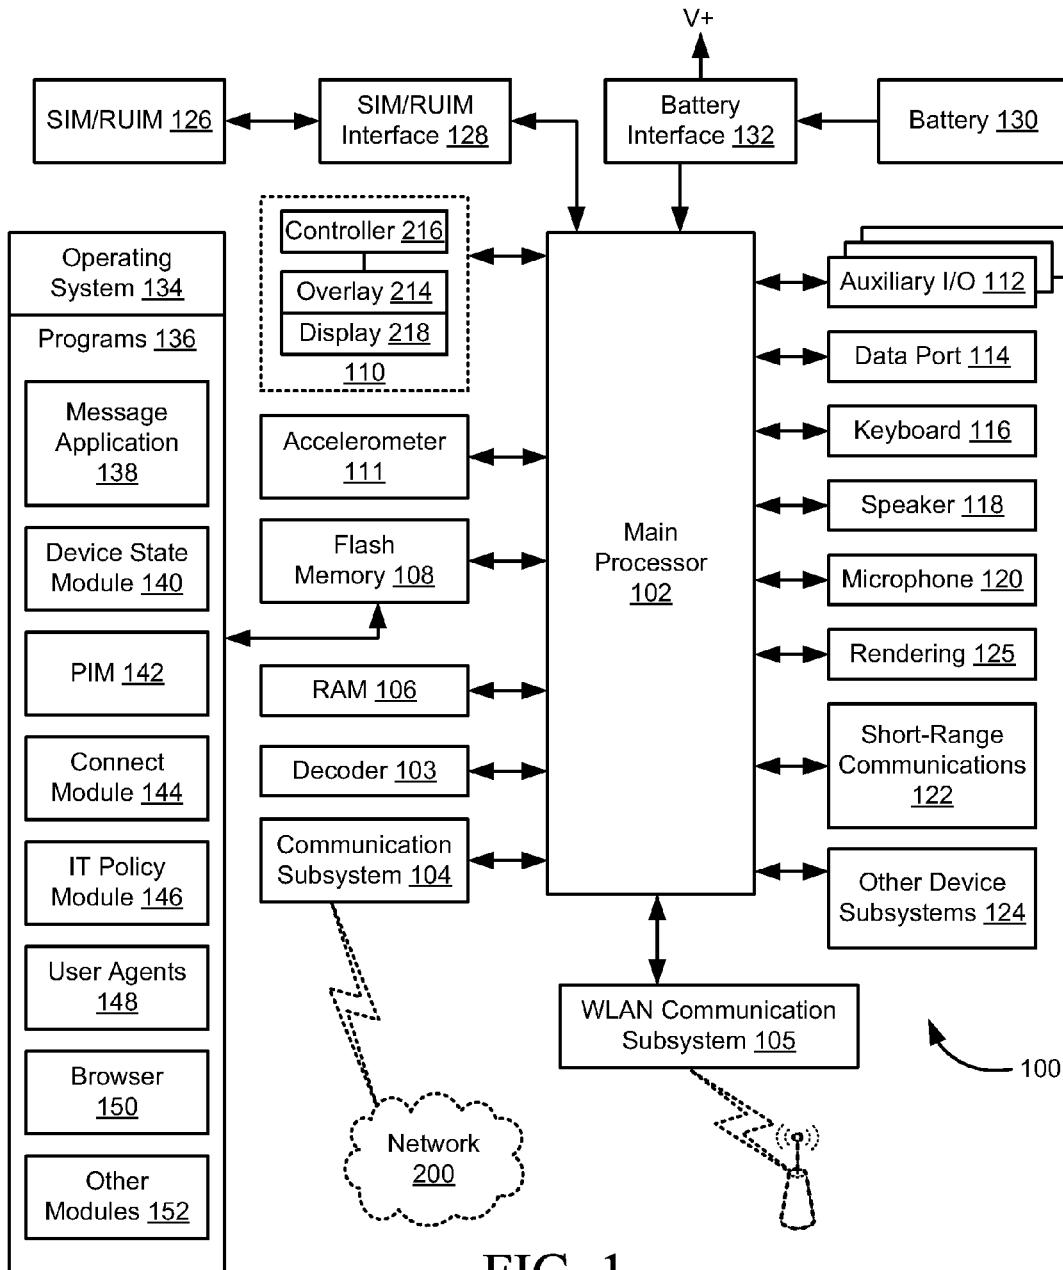 V+
SIM/RUIM 126
SIM/RUIM
Interface 128
Battery
Interface 132
Battery 130
Operating
System 134
Programs 136
Message
Application
138
Device State
Module 140
PIM 142
Connect
Module 144
IT Policy
Module 146
User Agents
148
Browser
150
Other
Modules 152
Controller 216
Overlay 214
Display 218
110
Accelerometer
111
Flash
Memory 108
RAM 106
Decoder 103
Communication
Subsystem 104
Network
200
Main
Processor
102
Auxiliary I/O 112
Data Port 114
Keyboard 116
Speaker 118
Microphone 120
Rendering 125
Short-Range
Communications
122
Other Device
Subsystems 124
WLAN Communication
Subsystem 105
100
FIG. 1